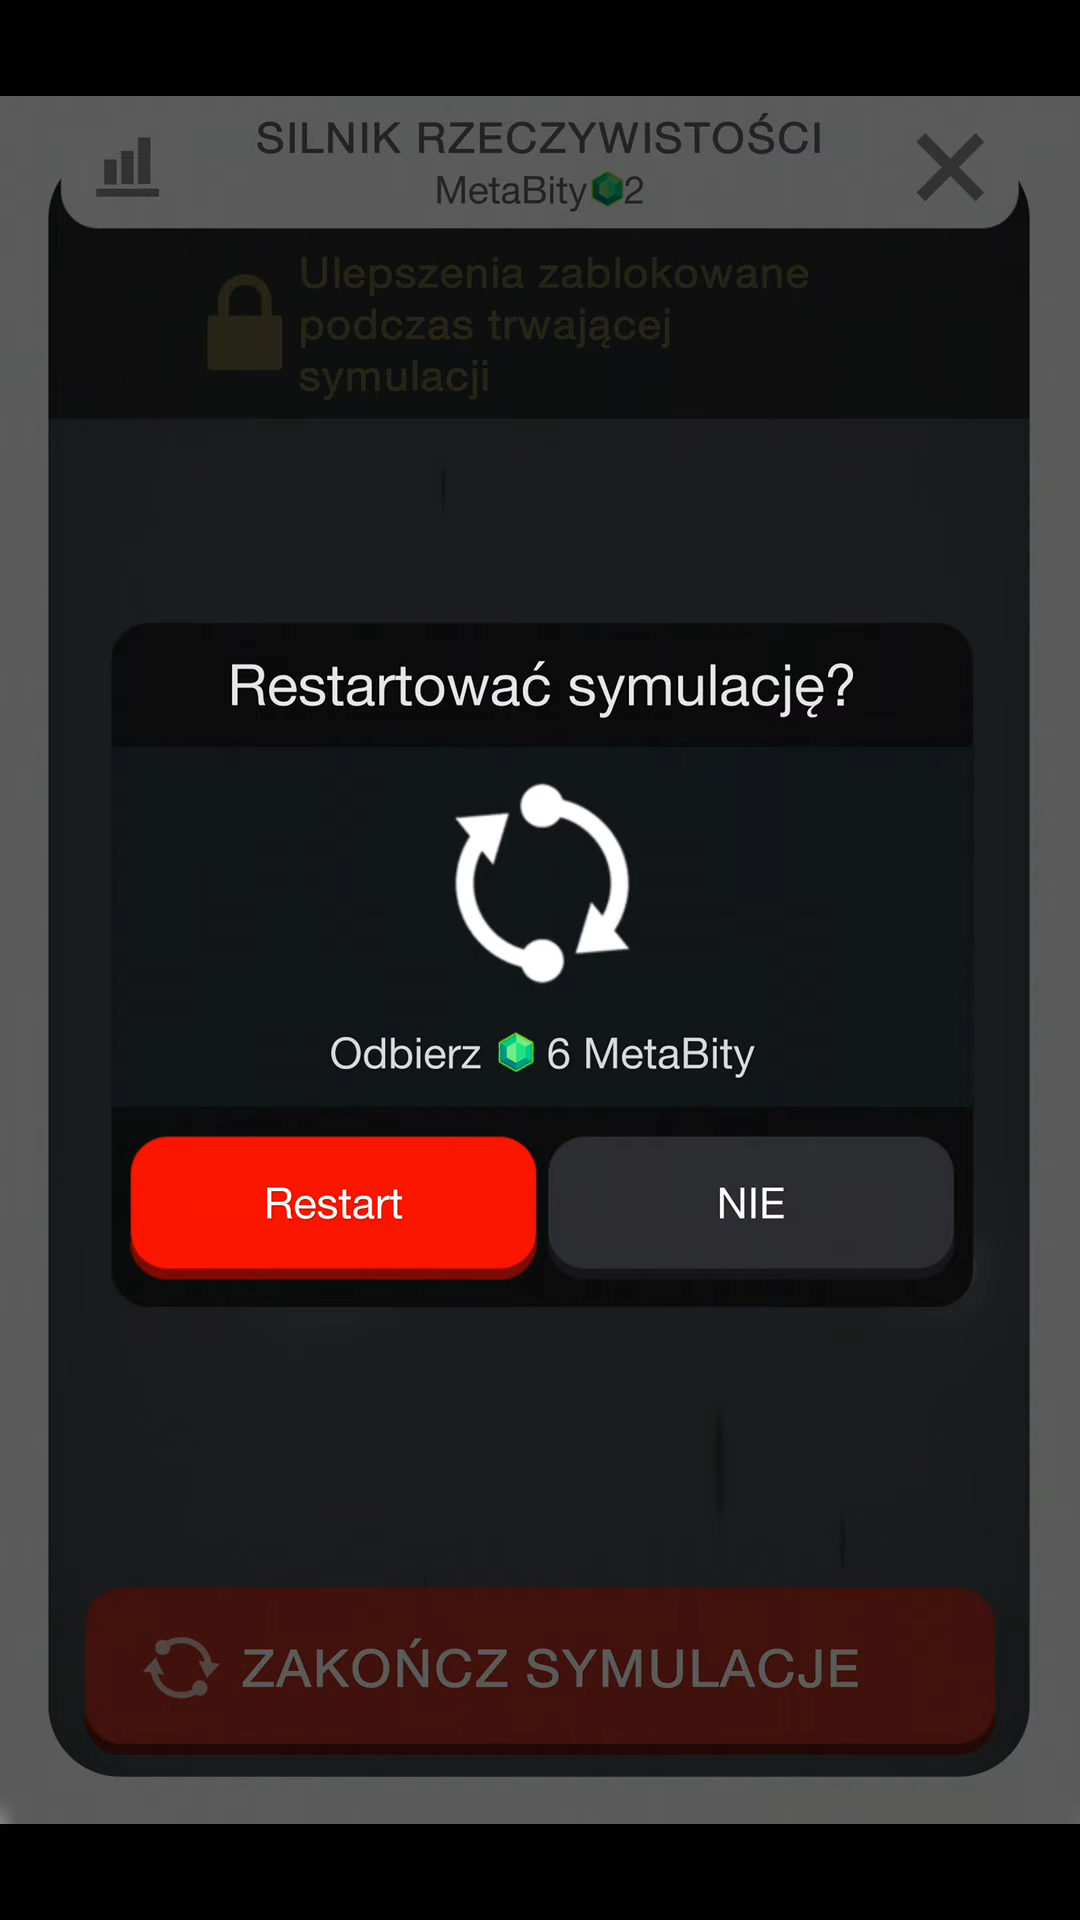 SILNIK RZECZYWISTOŚCI
MetaBity 2
Ulepszenia zablokowane
podczas trwającej
symulacji
Restartować symulację?
Odbierz 6 MetaBity
Restart
NIE
ZAKOŃCZ SYMULACJE